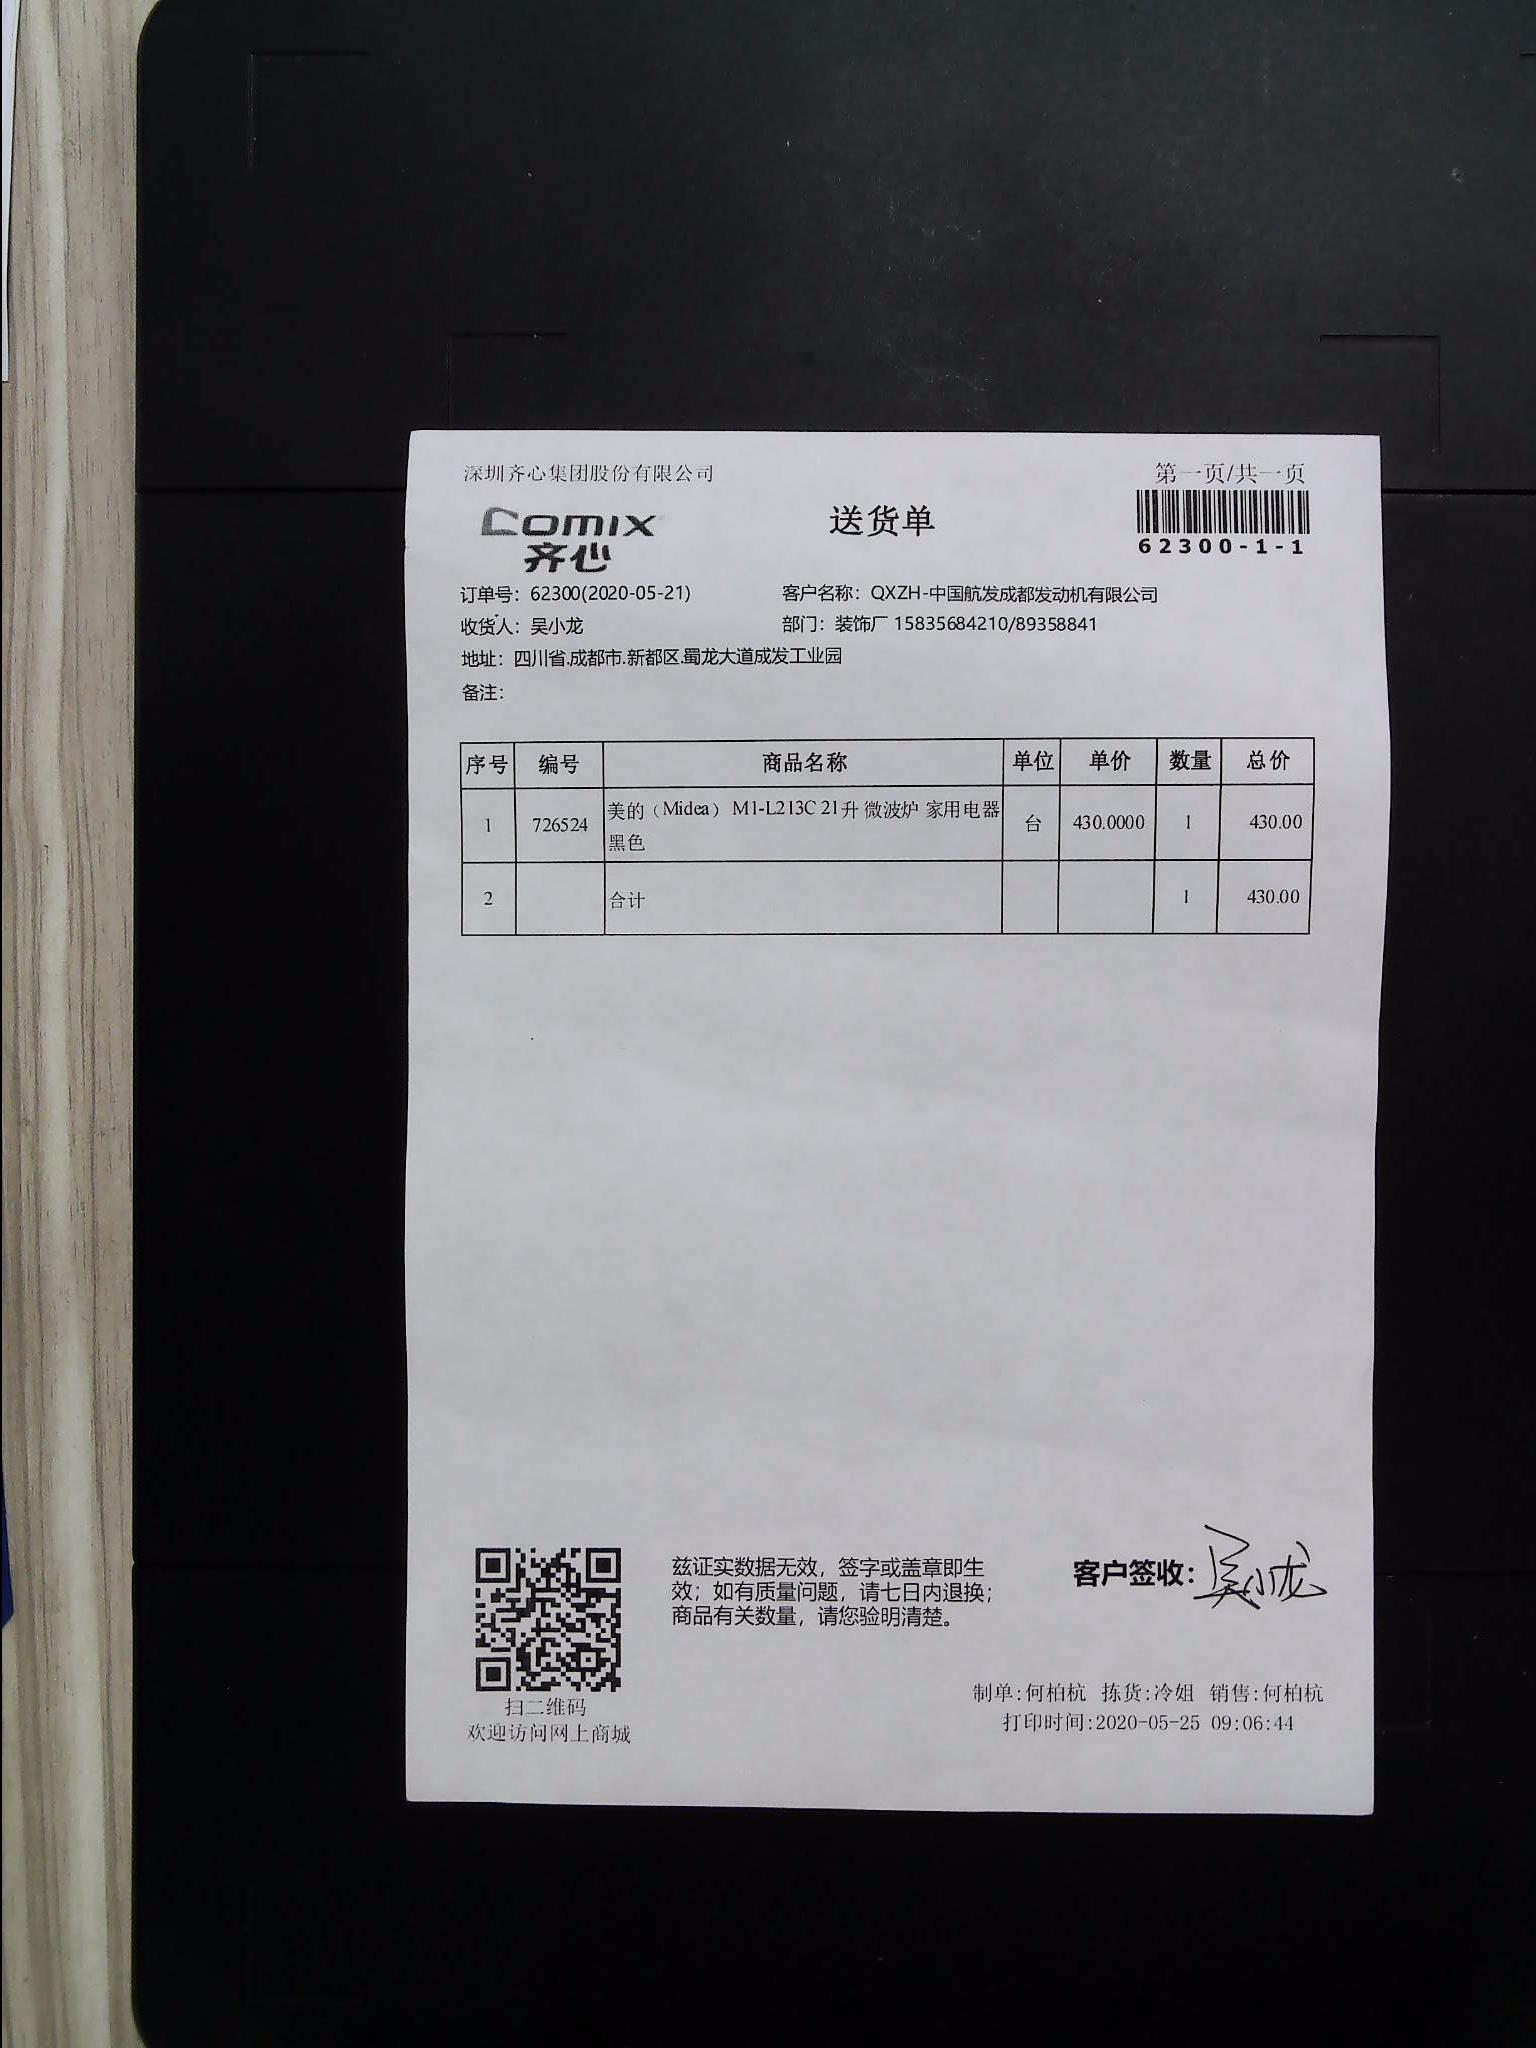 深圳齐心集团股份有限公司
第一页/共一页
comix
齐心
送货单
62300-1-1
订单号：62300(2020-05-21)
客户名称：QXZH-中国航发成都发动机有限公司
收货人：吴小龙
部门：装饰厂 15835684210/89358841
地址：四川省.成都市.新都区.蜀龙大道成发工业园
备注：
序号 编号 商品名称 单位 单价 数量 总价
1 726524 美的（Midea） M1-L213C 21升 微波炉 家用电器 黑色 台 430.0000 1 430.00
2 合计 1 430.00
兹证实数据无效，签字或盖章即生
效；如有质量问题，请七日内退换；
商品有关数量，请您验明清楚。
客户签收：吴小龙
扫二维码
欢迎访问网上商城
制单:何柏杭 拣货:冷姐 销售:何柏杭
打印时间:2020-05-25 09:06:44